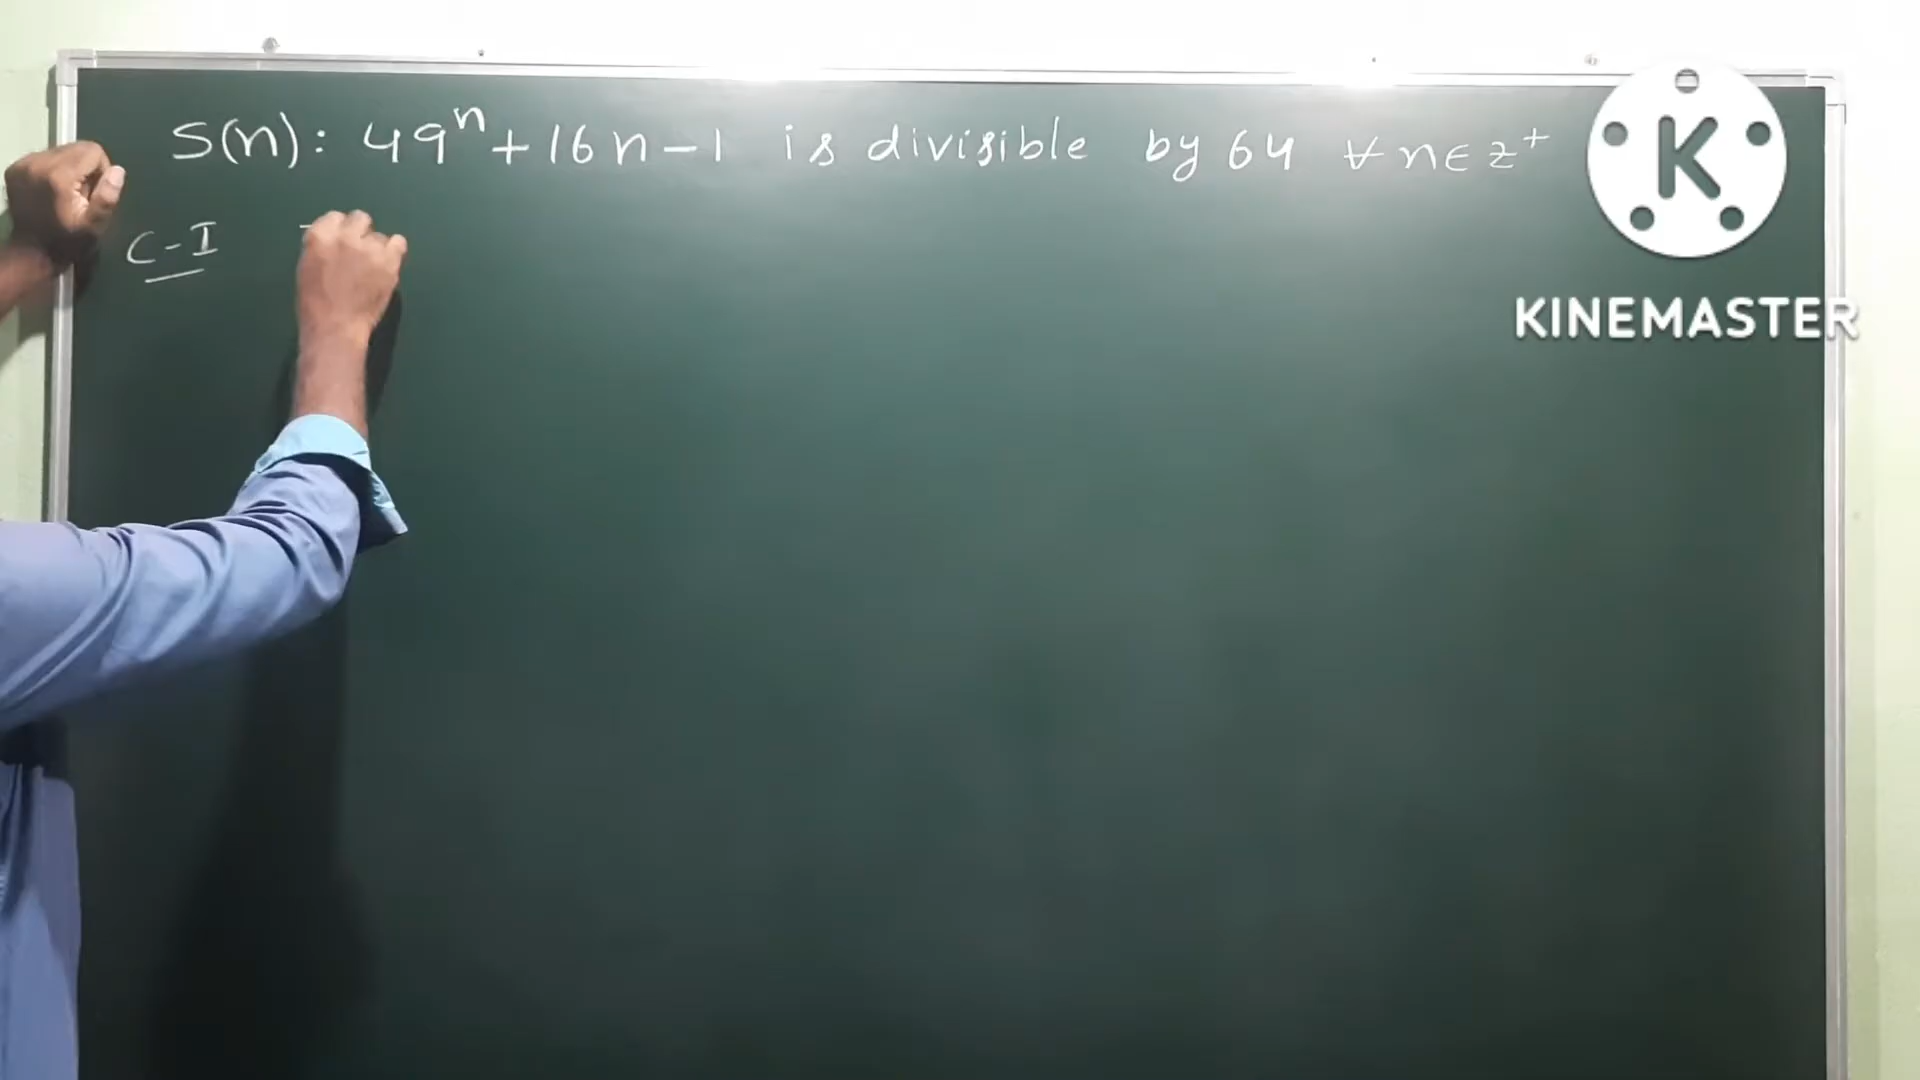 S(n): 49ⁿ+16n-1 is divisible by 64 ∀ n∈z⁺
C-I
K
KINEMASTER